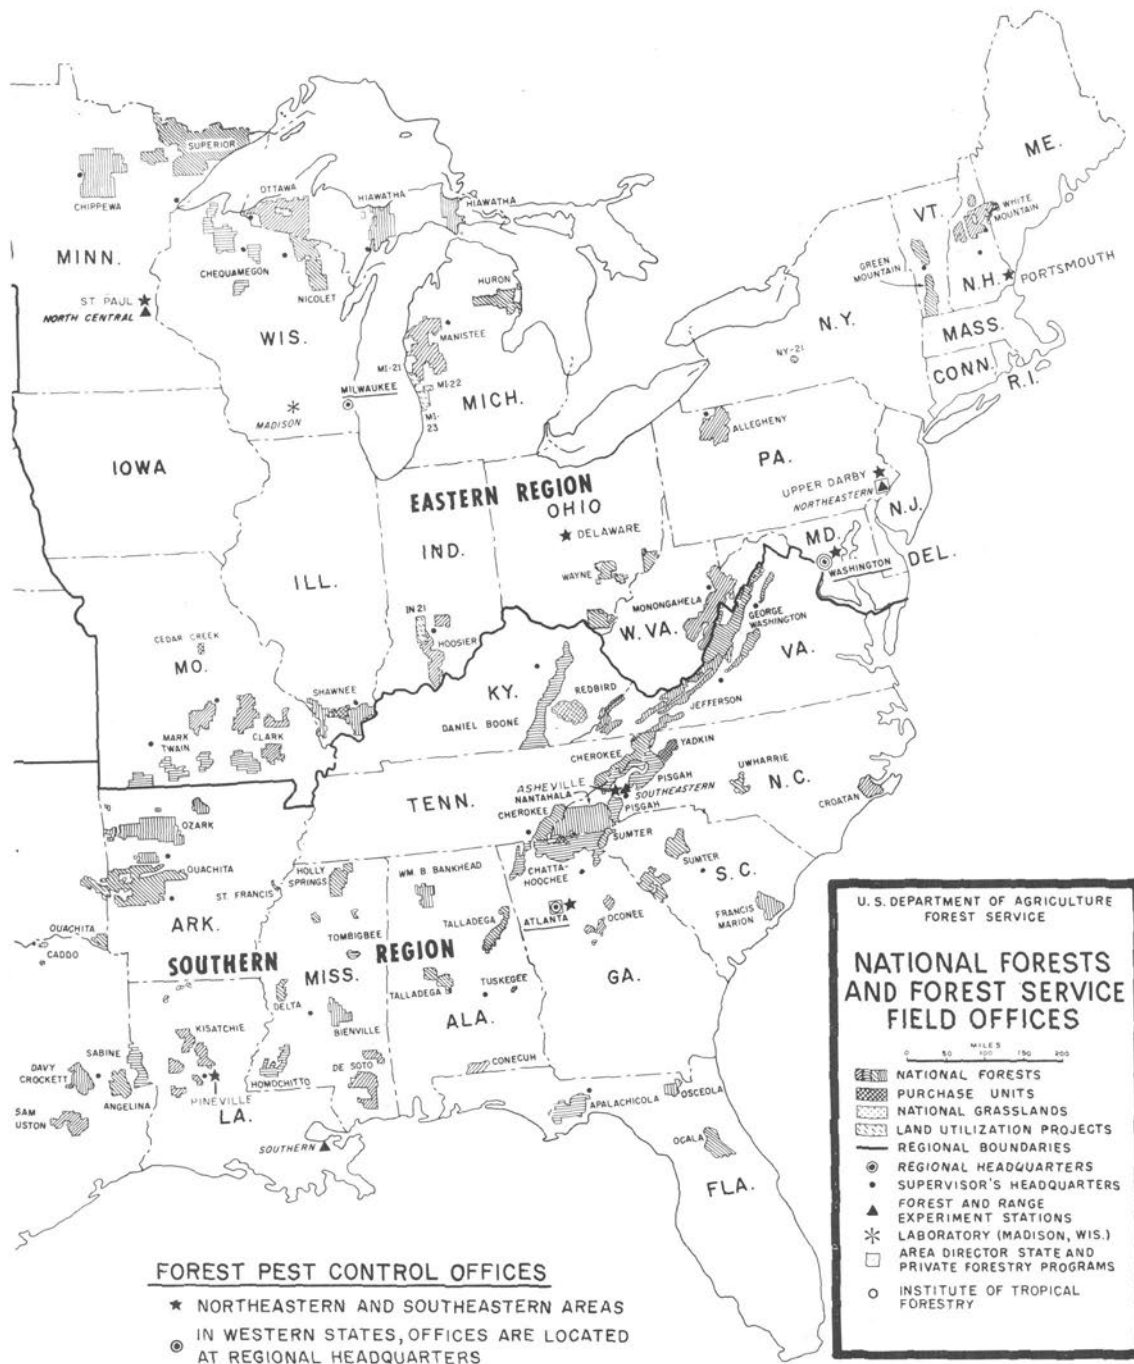 SUPERIOR
CHIPPEWA
MINN.
ST PAUL
NORTH CENTRAL
OTTAWA
HIAWATHA
HIAWATHA
CHEQUAMEGON
NICOLET
WIS.
HURON
MANISTEE
MI-21
MI-22
MI-
23
MILWAUKEE
MADISON
MICH.
ME.
VT.
WHITE
MOUNTAIN
GREEN
MOUNTAIN
N.H.
PORTSMOUTH
N.Y.
NY-21
MASS.
CONN.
R.I.
IOWA
ALLEGHENY
PA.
UPPER DARBY
NORTHEASTERN
N.J.
EASTERN REGION
OHIO
DELAWARE
MD.
WASHINGTON
DEL.
IND.
ILL.
WAYNE
MONONGAHELA
W.VA.
GEORGE
WASHINGTON
VA.
IN 21
HOOSIER
CEDAR CREEK
MO.
SHAWNEE
MARK
TWAIN
CLARK
KY.
REDBIRD
DANIEL BOONE
JEFFERSON
CHEROKEE
YADKIN
TENN.
ASHEVILLE
NANTAHALA
CHEROKEE
PISGAH
SOUTHEASTERN
PISGAH
UWHARRIE
N.C.
CROATAN
OZARK
OUACHITA
ST. FRANCIS
ARK.
HOLLY
SPRINGS
WM. B. BANKHEAD
CHATTA-
HOOCHEE
SUMTER
SUMTER
S.C.
FRANCIS
MARION
OUACHITA
CADDO
TOMBIGBEE
TALLADEGA
ATLANTA
OCONEE
SOUTHERN REGION
MISS.
GA.
TALLADEGA
TUSKEGEE
ALA.
DELTA
BIENVILLE
KISATCHIE
SABINE
DAVY
CROCKETT
ANGELINA
SAM
USTON
PINEVILLE
LA.
HOMOCHITTO
DE SOTO
CONECUH
SOUTHERN
APALACHICOLA
OSCEOLA
OCALA
FLA.
U.S. DEPARTMENT OF AGRICULTURE
FOREST SERVICE
NATIONAL FORESTS
AND FOREST SERVICE
FIELD OFFICES
MILES
0 50 100 150 200
NATIONAL FORESTS
PURCHASE UNITS
NATIONAL GRASSLANDS
LAND UTILIZATION PROJECTS
REGIONAL BOUNDARIES
REGIONAL HEADQUARTERS
SUPERVISOR'S HEADQUARTERS
FOREST AND RANGE
EXPERIMENT STATIONS
LABORATORY (MADISON, WIS.)
AREA DIRECTOR STATE AND
PRIVATE FORESTRY PROGRAMS
INSTITUTE OF TROPICAL
FORESTRY
FOREST PEST CONTROL OFFICES
NORTHEASTERN AND SOUTHEASTERN AREAS
IN WESTERN STATES, OFFICES ARE LOCATED
AT REGIONAL HEADQUARTERS